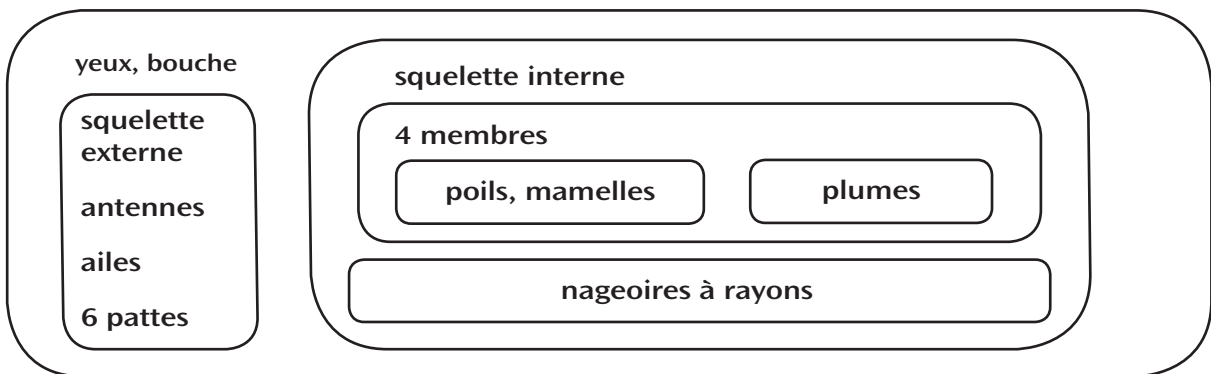 yeux, bouche
squelette
externe
antennes
ailes
6 pattes
squelette interne
4 membres
poils, mamelles
plumes
nageoires à rayons